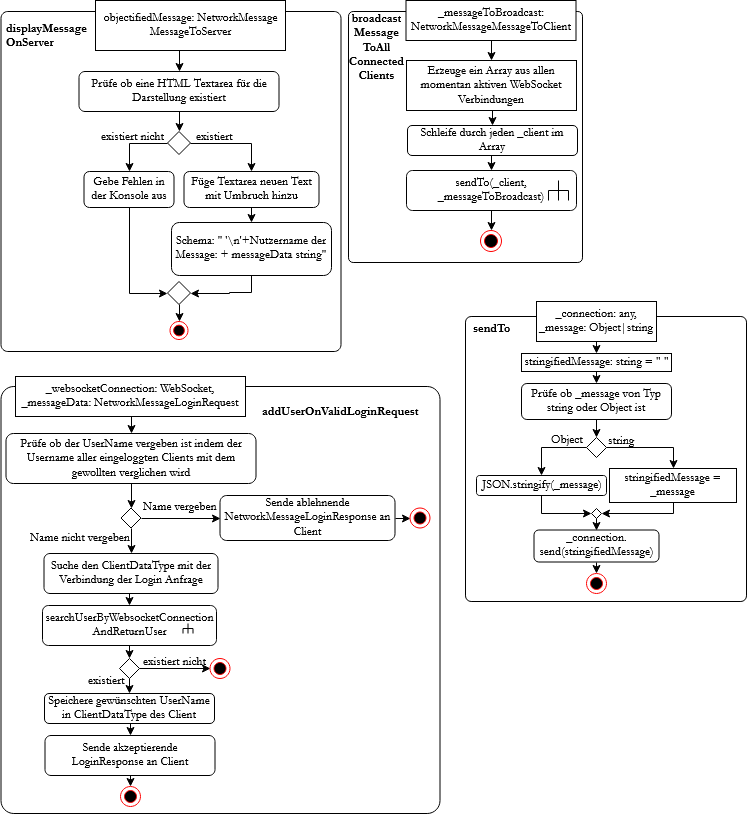 displayMessage
OnServer
objectifiedMessage: NetworkMessage
MessageToServer
Prüfe ob eine HTML Textarea für die
Darstellung existiert
existiert nicht
existiert
Gebe Fehlen in
der Konsole aus
Füge Textarea neuen Text
mit Umbruch hinzu
Schema: " '\n'+Nutzername der
Message: + messageData string"
broadcast
Message
ToAll
Connected
Clients
_messageToBroadcast:
NetworkMessageMessageToClient
Erzeuge ein Array aus allen
momentan aktiven WebSocket
Verbindungen
Schleife durch jeden _client im
Array
sendTo(_client,
_messageToBroadcast)
sendTo
_connection: any,
_message: Object| string
stringifiedMessage: string = " "
Prüfe ob _message von Typ
string oder Object ist
Object
string
JSON.stringify(_message)
stringifiedMessage =
_message
_connection.
send(stringifiedMessage)
_websocketConnection: WebSocket,
_messageData: NetworkMessageLoginRequest
addUserOnValidLoginRequest
Prüfe ob der UserName vergeben ist indem der
Username aller eingeloggten Clients mit dem
gewollten verglichen wird
Name vergeben
Sende ablehnende
NetworkMessageLoginResponse an
Client
Name nicht vergeben
Suche den ClientDataType mit der
Verbindung der Login Anfrage
searchUserByWebsocketConnection
AndReturnUser
existiert nicht
existiert
Speichere gewünschten UserName
in ClientDataType des Client
Sende akzeptierende
LoginResponse an Client